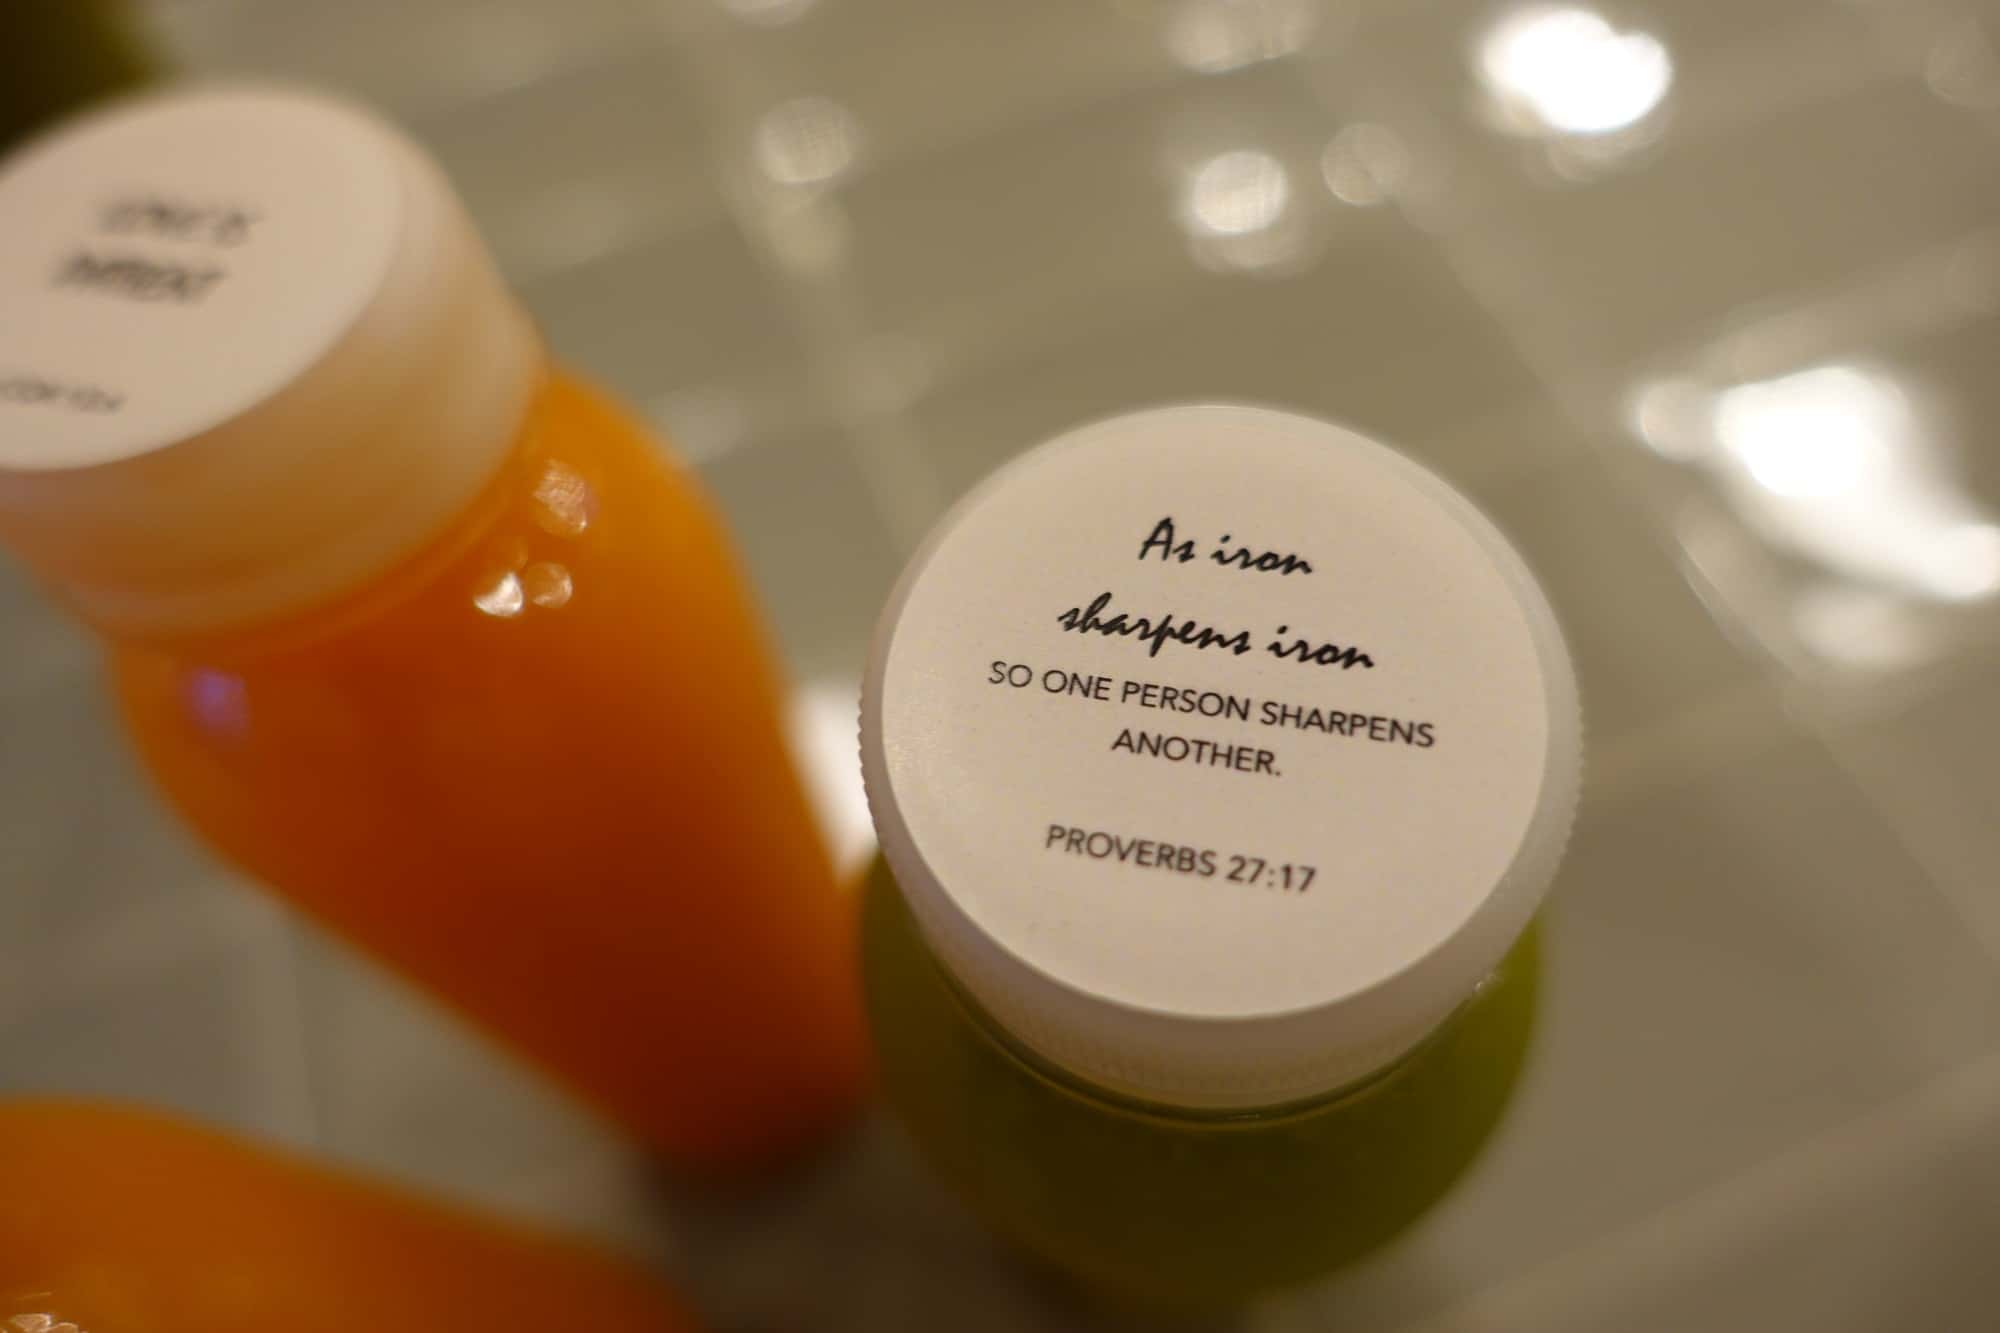 As iron
sharpens iron
SO ONE PERSON SHARPENS
ANOTHER.
PROVERBS 27:17